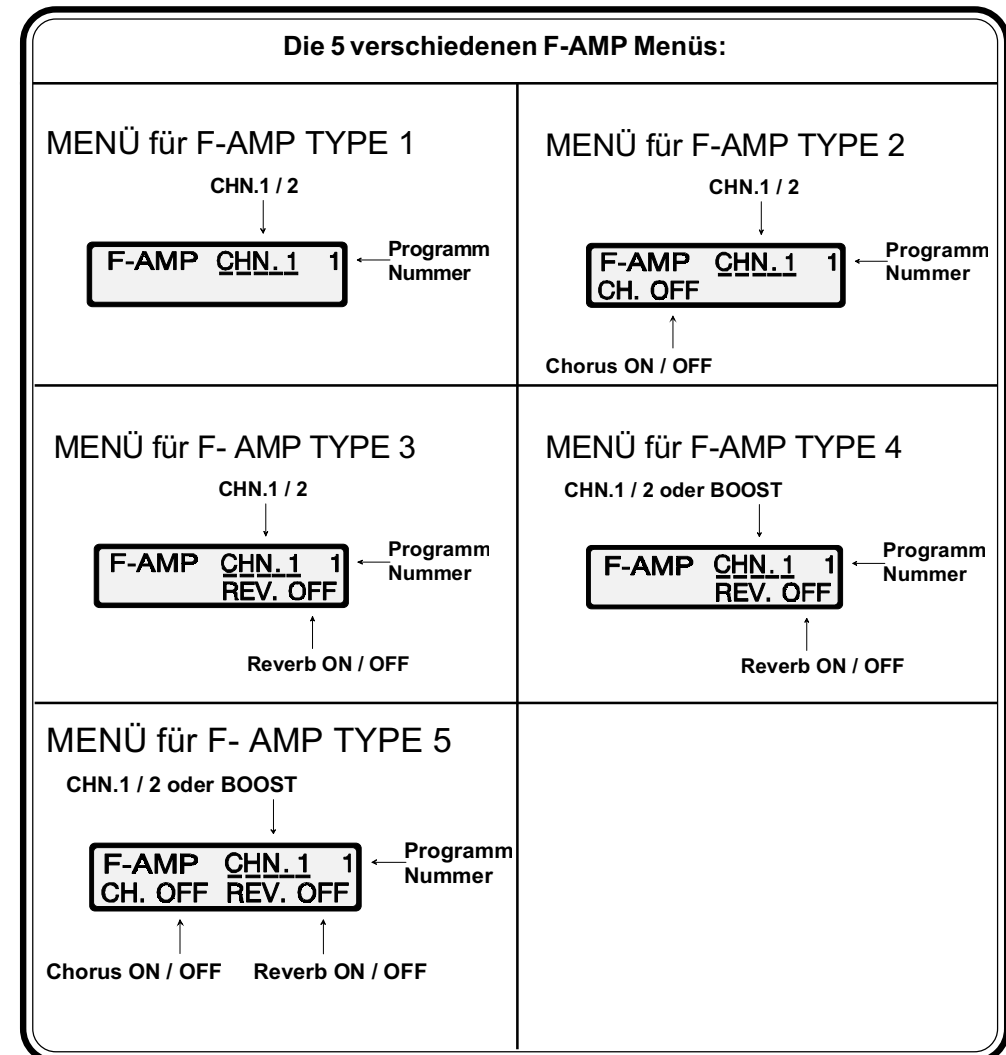 Die 5 verschiedenen F-AMP Menüs:
MENÜ für F-AMP TYPE 1
CHN.1 / 2
F-AMP CHN.1 1
Programm
Nummer
MENÜ für F-AMP TYPE 2
CHN.1 / 2
F-AMP CHN.1 1
CH. OFF
Programm
Nummer
Chorus ON / OFF
MENÜ für F- AMP TYPE 3
CHN.1 / 2
F-AMP CHN.1 1
REV. OFF
Programm
Nummer
Reverb ON / OFF
MENÜ für F-AMP TYPE 4
CHN.1 / 2 oder BOOST
F-AMP CHN.1 1
REV. OFF
Programm
Nummer
Reverb ON / OFF
MENÜ für F- AMP TYPE 5
CHN.1 / 2 oder BOOST
F-AMP CHN.1 1
CH. OFF REV. OFF
Programm
Nummer
Chorus ON / OFF Reverb ON / OFF